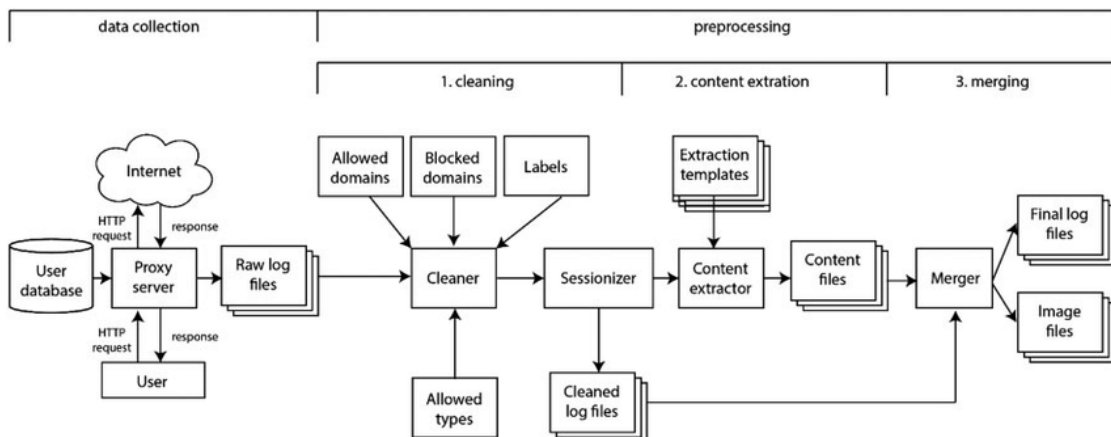 data collection
preprocessing
1. cleaning
2. content extration
3. merging
Internet
HTTP
request
response
User
database
Proxy
server
HTTP
request
response
User
Raw log
files
Allowed
domains
Blocked
domains
Labels
Cleaner
Allowed
types
Sessionizer
Cleaned
log files
Extraction
templates
Content
extractor
Content
files
Merger
Final log
files
Image
files